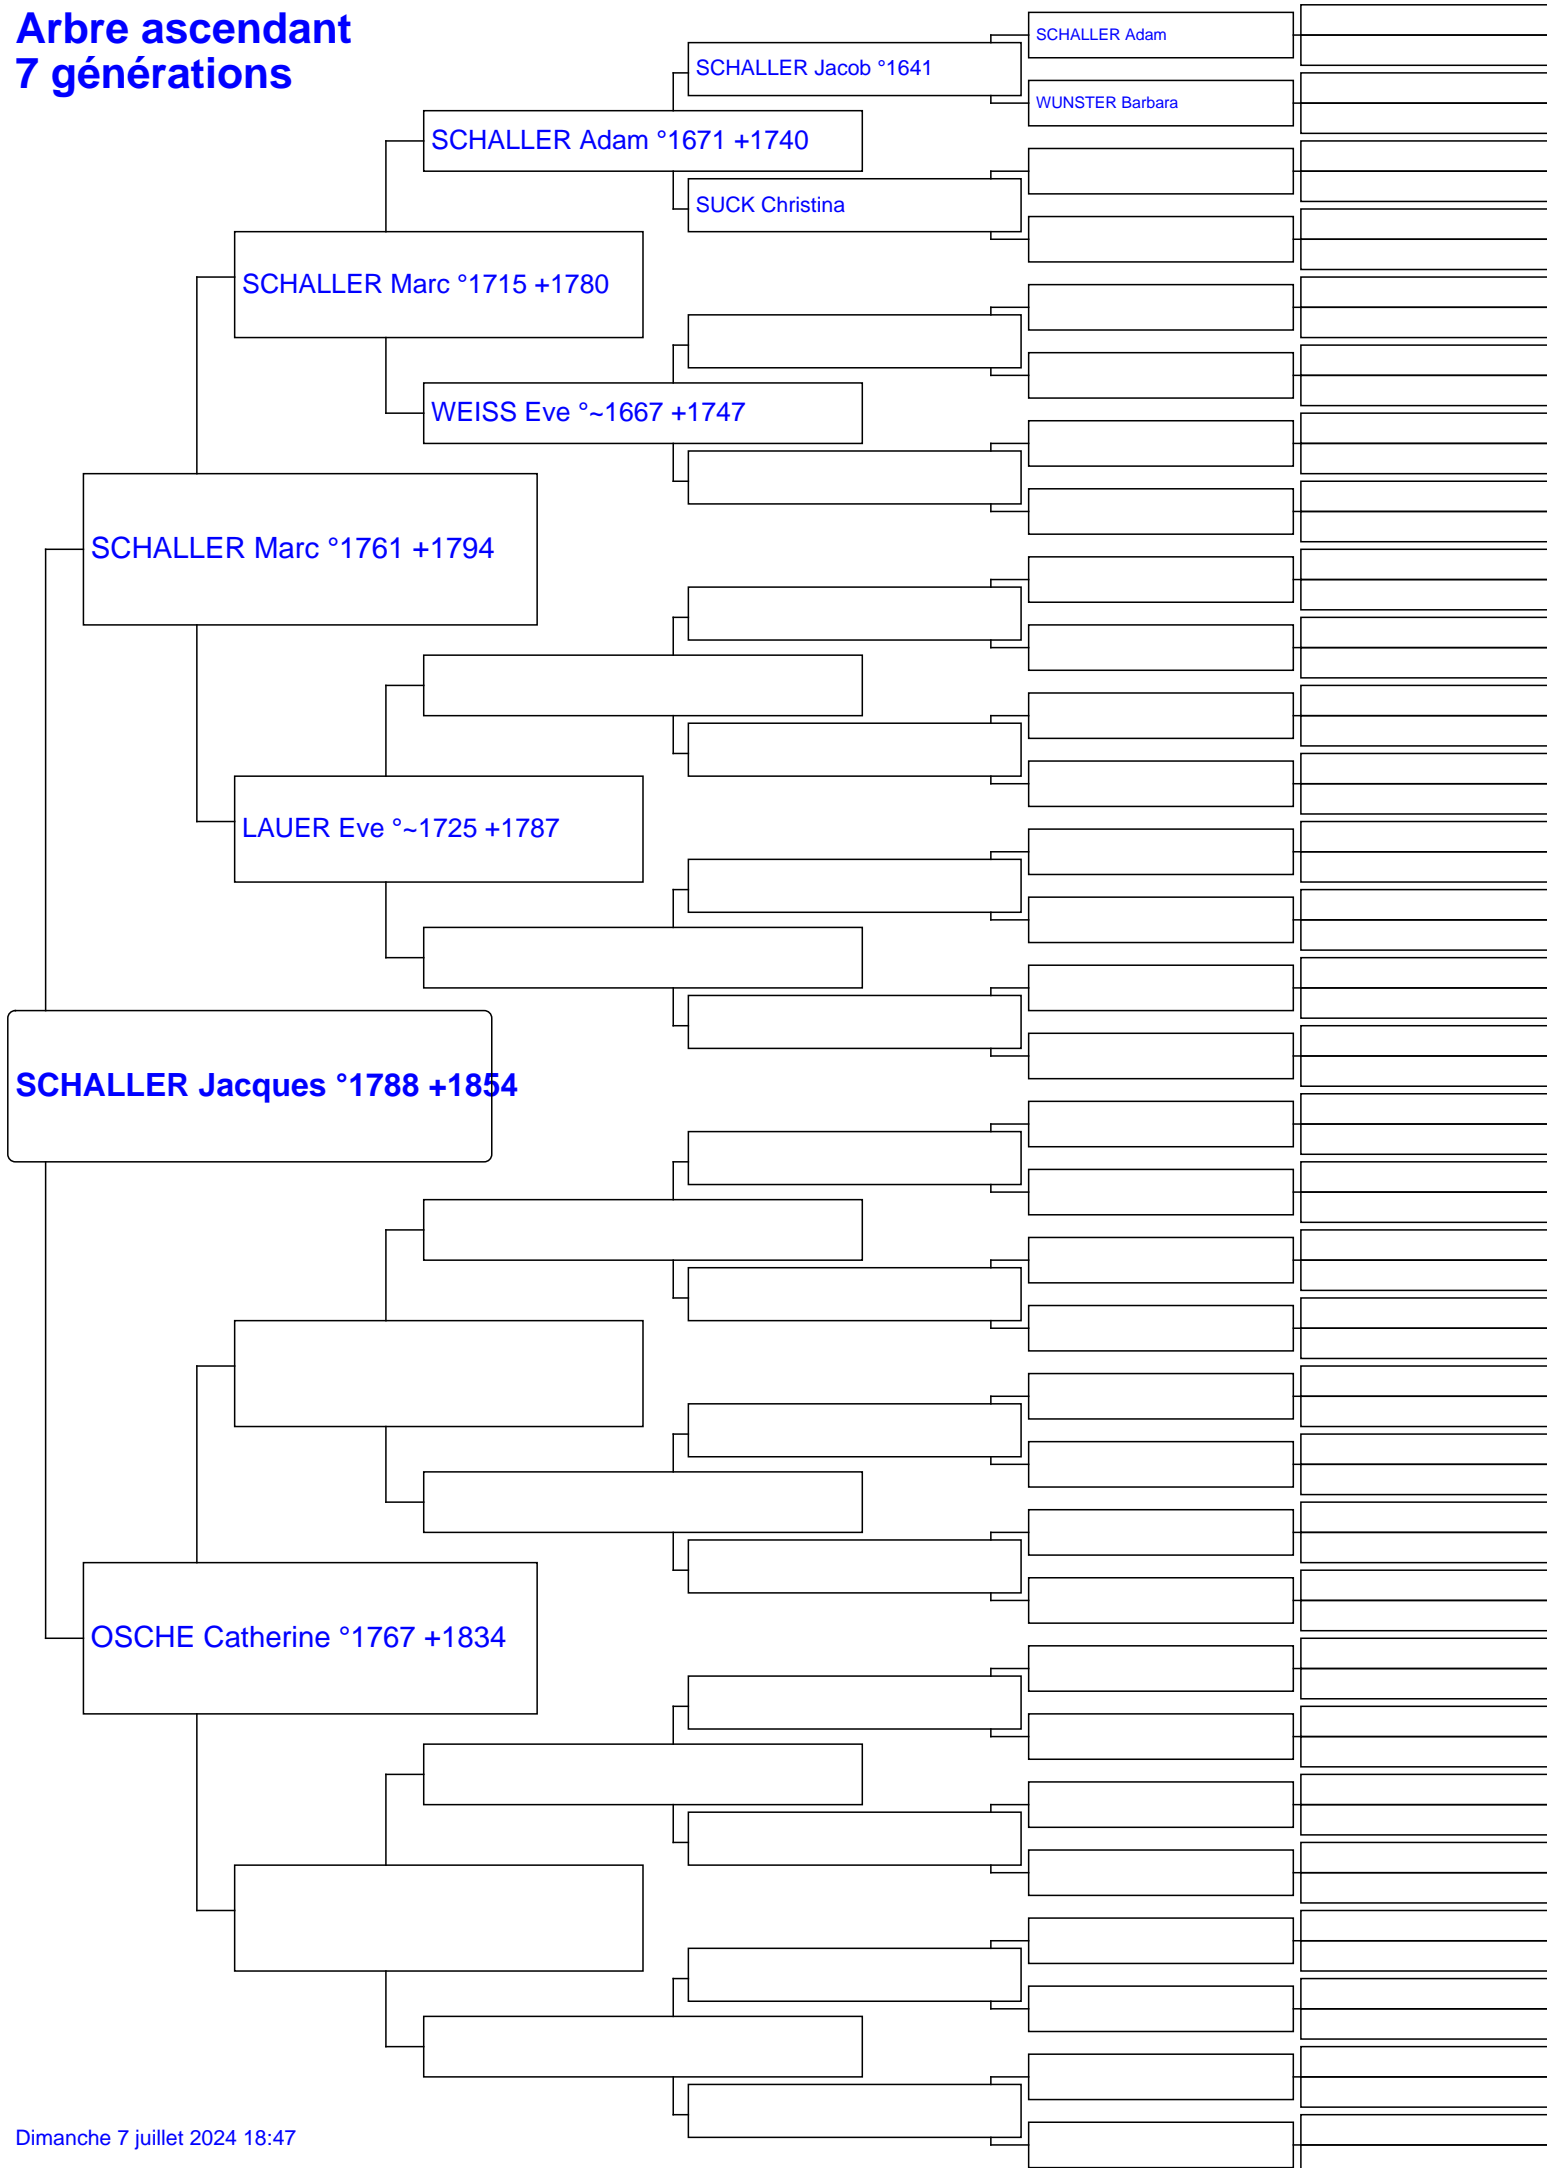 Arbre ascendant
7 générations
SCHALLER Adam
SCHALLER Jacob °1641
WUNSTER Barbara
SCHALLER Adam °1671 +1740
SUCK Christina
SCHALLER Marc °1715 +1780
WEISS Eve °~1667 +1747
SCHALLER Marc °1761 +1794
LAUER Eve °~1725 +1787
SCHALLER Jacques °1788 +1854
OSCHE Catherine °1767 +1834
Dimanche 7 juillet 2024 18:47